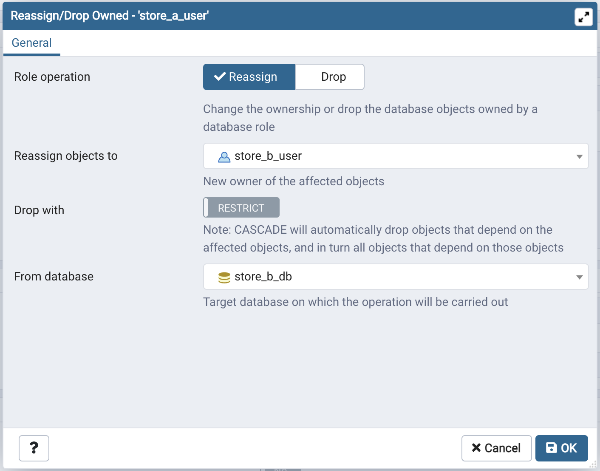 Reassign/Drop Owned - 'store_a_user'
General
Role operation
Reassign Drop
Change the ownership or drop the database objects owned by a
database role
Reassign objects to
store_b_user
New owner of the affected objects
Drop with
RESTRICT
Note: CASCADE will automatically drop objects that depend on the
affected objects, and in turn all objects that depend on those objects
From database
store_b_db
Target database on which the operation will be carried out
? Cancel OK